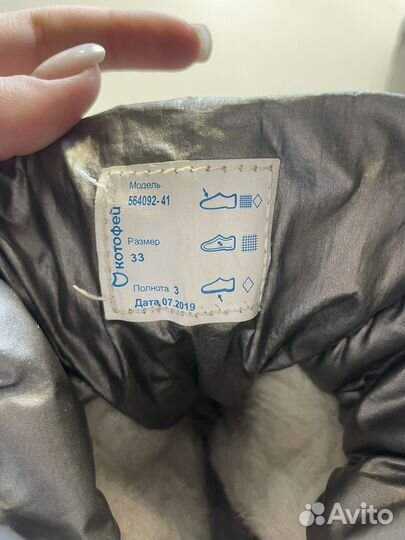 котофей
Модель
564092-41
Размер
33
Полнота 3
Дата 07.2019
Avito